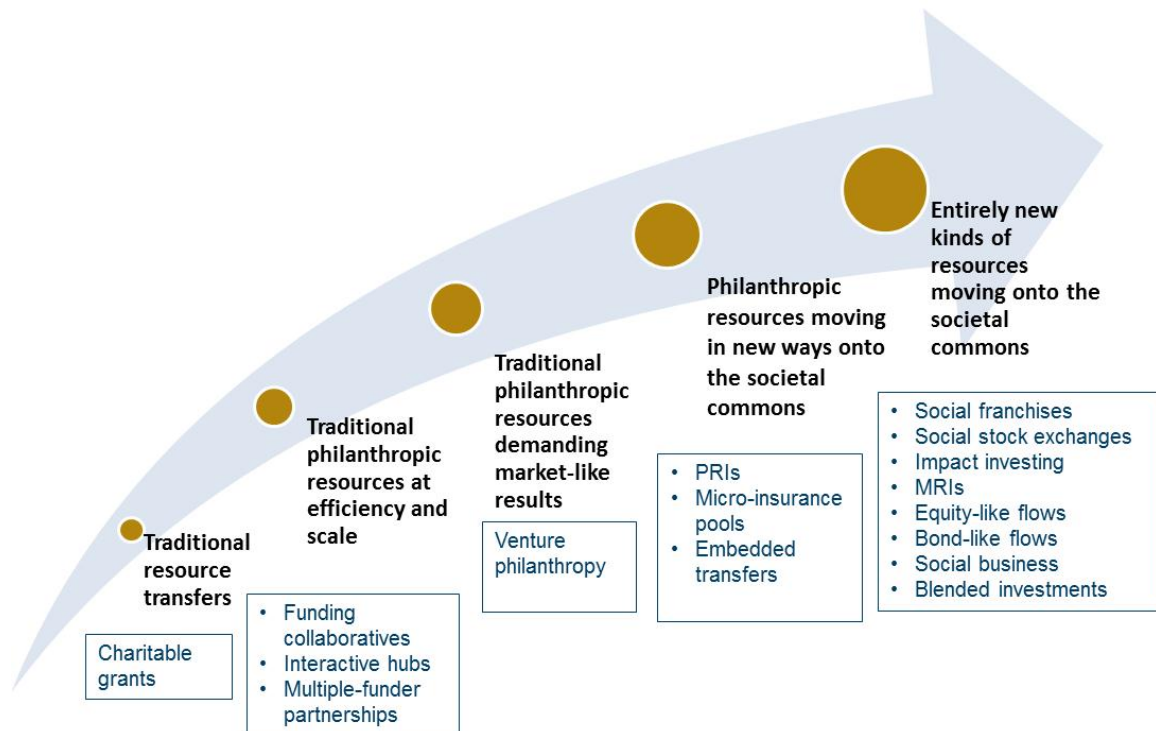 Traditional
resource
transfers
Charitable
grants
Traditional
philanthropic
resources at
efficiency and
scale
• Funding
collaboratives
• Interactive hubs
• Multiple-funder
partnerships
Traditional
philanthropic
resources
demanding
market-like
results
Venture
philanthropy
Philanthropic
resources moving
in new ways onto
the societal
commons
• PRIs
• Micro-insurance
pools
• Embedded
transfers
Entirely new
kinds of
resources
moving onto the
societal
commons
• Social franchises
• Social stock exchanges
• Impact investing
• MRIs
• Equity-like flows
• Bond-like flows
• Social business
• Blended investments